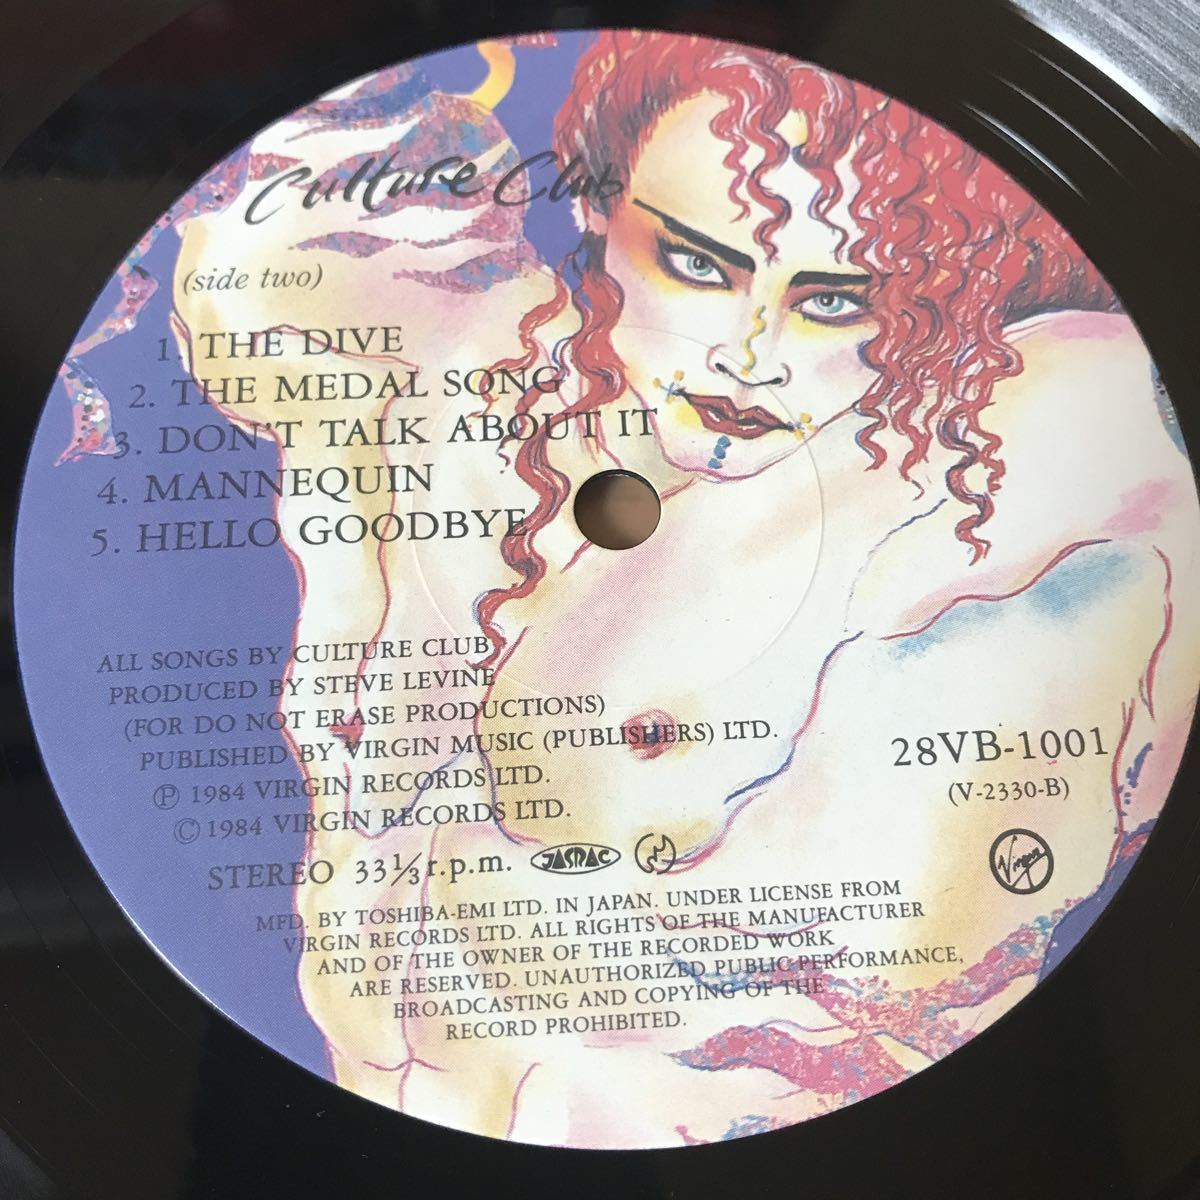 Culture Club
(side two)
1. THE DIVE
2. THE MEDAL SONG
3. DON'T TALK ABOUT IT
4. MANNEQUIN
5. HELLO GOODBYE
ALL SONGS BY CULTURE CLUB
PRODUCED BY STEVE LEVINE
(FOR DO NOT ERASE PRODUCTIONS)
PUBLISHED BY VIRGIN MUSIC (PUBLISHERS) LTD.
Ⓟ 1984 VIRGIN RECORDS LTD.
© 1984 VIRGIN RECORDS LTD.
28VB-1001
(V-2330-B)
STEREO 33 1/3 r.p.m. JASRAC
Virgin
MFD. BY TOSHIBA-EMI LTD. IN JAPAN. UNDER LICENSE FROM
VIRGIN RECORDS LTD. ALL RIGHTS OF THE MANUFACTURER
AND OF THE OWNER OF THE RECORDED WORK
ARE RESERVED. UNAUTHORIZED PUBLIC PERFORMANCE,
BROADCASTING AND COPYING OF THE
RECORD PROHIBITED.